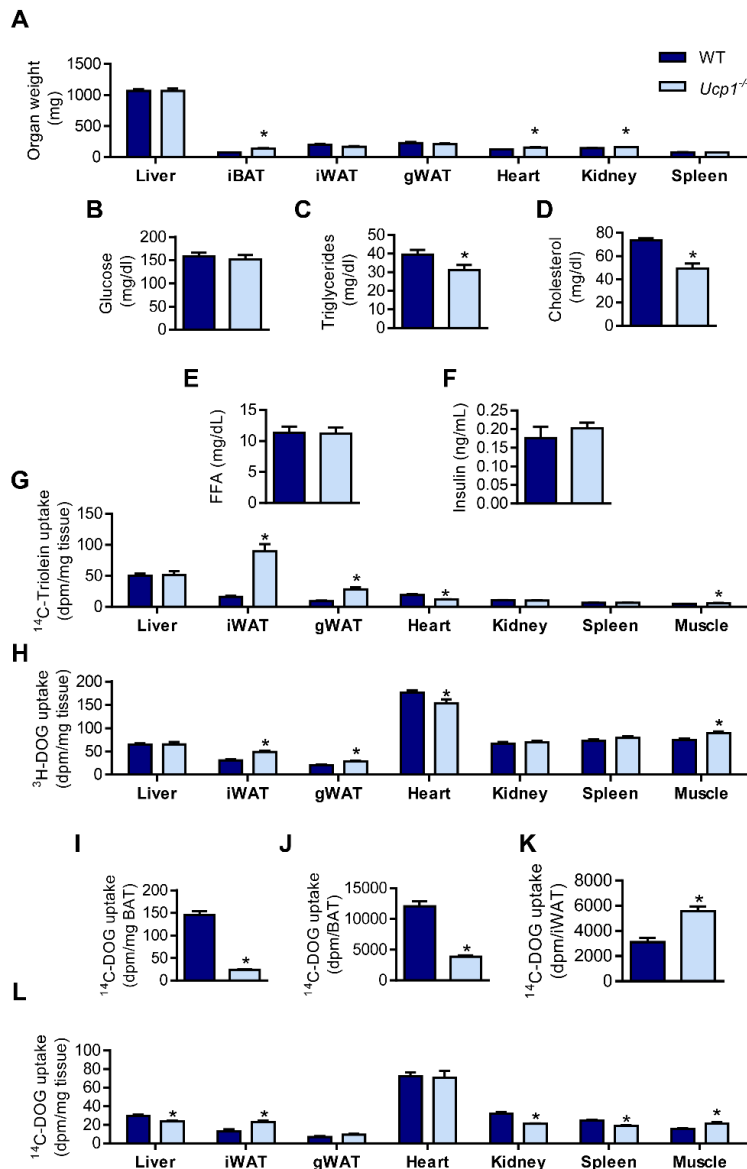 A
WT
Ucp1⁻/⁻
Organ weight
(mg)
1500
1000
500
0
*
*
*
Liver
iBAT
iWAT
gWAT
Heart
Kidney
Spleen
B
Glucose
(mg/dl)
200
150
100
50
0
C
Triglycerides
(mg/dl)
50
40
30
20
10
0
*
D
Cholesterol
(mg/dl)
80
60
40
20
0
*
E
FFA (mg/dL)
15
10
5
0
F
Insulin (ng/mL)
0.25
0.20
0.15
0.10
0.05
0.00
G
¹⁴C-Triolein uptake
(dpm/mg tissue)
150
100
50
0
*
*
*
*
Liver
iWAT
gWAT
Heart
Kidney
Spleen
Muscle
H
³H-DOG uptake
(dpm/mg tissue)
200
150
100
50
0
*
*
*
*
Liver
iWAT
gWAT
Heart
Kidney
Spleen
Muscle
I
¹⁴C-DOG uptake
(dpm/mg BAT)
200
150
100
50
0
*
J
¹⁴C-DOG uptake
(dpm/BAT)
15000
10000
5000
0
*
K
¹⁴C-DOG uptake
(dpm/iWAT)
8000
6000
4000
2000
0
*
L
¹⁴C-DOG uptake
(dpm/mg tissue)
80
60
40
20
0
*
*
*
*
*
Liver
iWAT
gWAT
Heart
Kidney
Spleen
Muscle